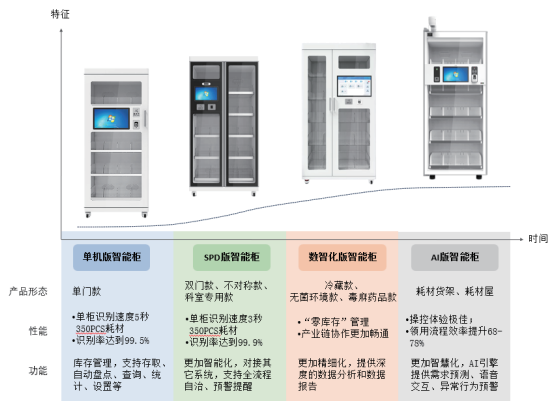 特征
时间
单机版智能柜
SPD版智能柜
数智化版智能柜
AI版智能柜
产品形态
单门款
双门款、不对称款、
科室专用款
冷藏款、
无菌环境款、毒麻药品款
耗材货架、耗材屋
性能
•单柜识别速度5秒
350PCS耗材
•识别率达到99.5%
•单柜识别速度3秒
350PCS耗材
•识别率达到99.9%
•“零库存”管理
•产业链协作更加畅通
•操控体验极佳；
•领用流程效率提升68-
78%
功能
库存管理，支持存取、
自动盘点、查询、统
计、设置等
更加智能化，对接其
它系统，支持全流程
自治、预警提醒
更加精细化，提供深
度的数据分析和数据
报告
更加智慧化，AI引擎
提供需求预测、语音
交互、异常行为预警